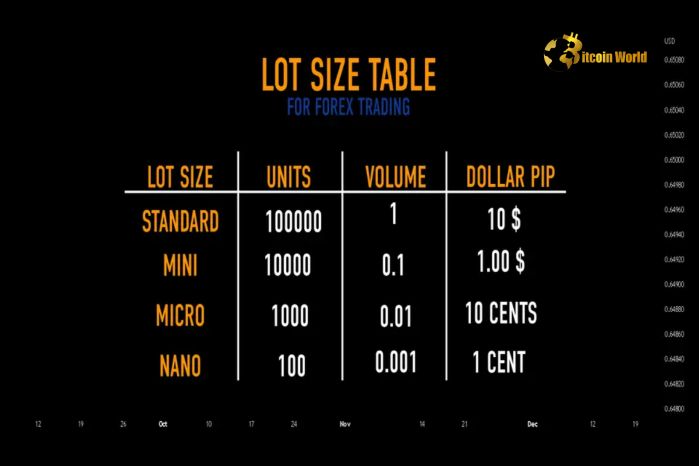 Bitcoin World
LOT SIZE TABLE
FOR FOREX TRADING
LOT SIZE UNITS VOLUME DOLLAR PIP
STANDARD 100000 1 10 $
MINI 10000 0.1 1.00 $
MICRO 1000 0.01 10 CENTS
NANO 100 0.001 1 CENT
USD
0.65080
0.65060
0.65040
0.65020
0.65000
0.64980
0.64960
0.64940
0.64920
0.64900
0.64880
0.64860
0.64840
0.64820
0.64800
12 19 26 Oct 10 17 24 Nov 14 21 Dec 12 19